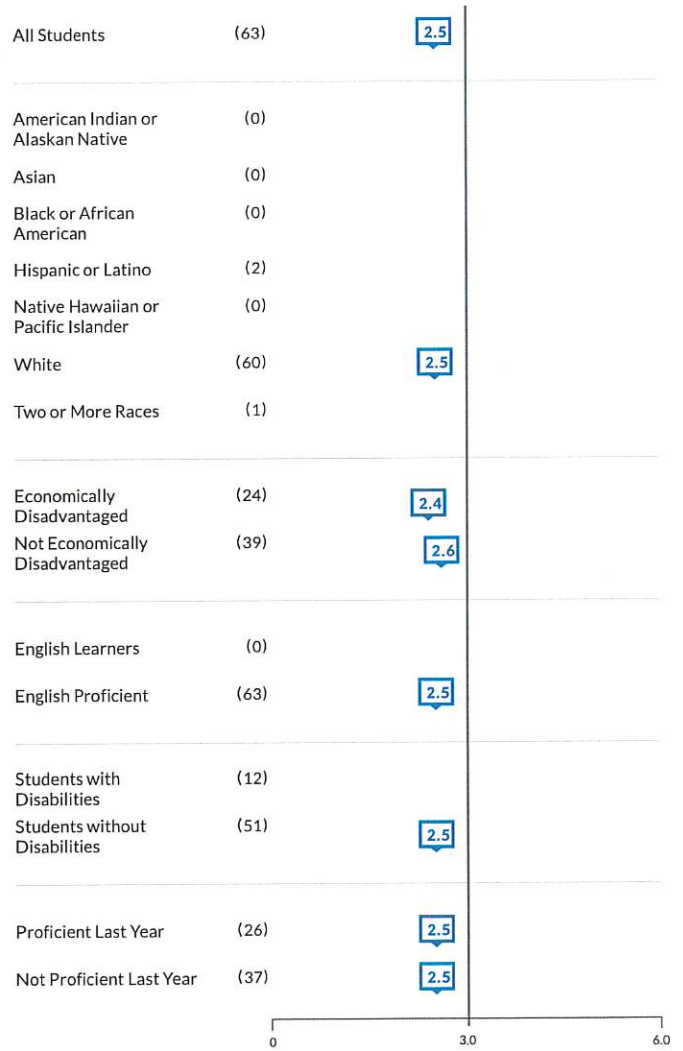 All Students (63) 2.5
American Indian or (0)
Alaskan Native
Asian (0)
Black or African (0)
American
Hispanic or Latino (2)
Native Hawaiian or (0)
Pacific Islander
White (60) 2.5
Two or More Races (1)
Economically (24) 2.4
Disadvantaged
Not Economically (39) 2.6
Disadvantaged
English Learners (0)
English Proficient (63) 2.5
Students with (12)
Disabilities
Students without (51) 2.5
Disabilities
Proficient Last Year (26) 2.5
Not Proficient Last Year (37) 2.5
0 3.0 6.0